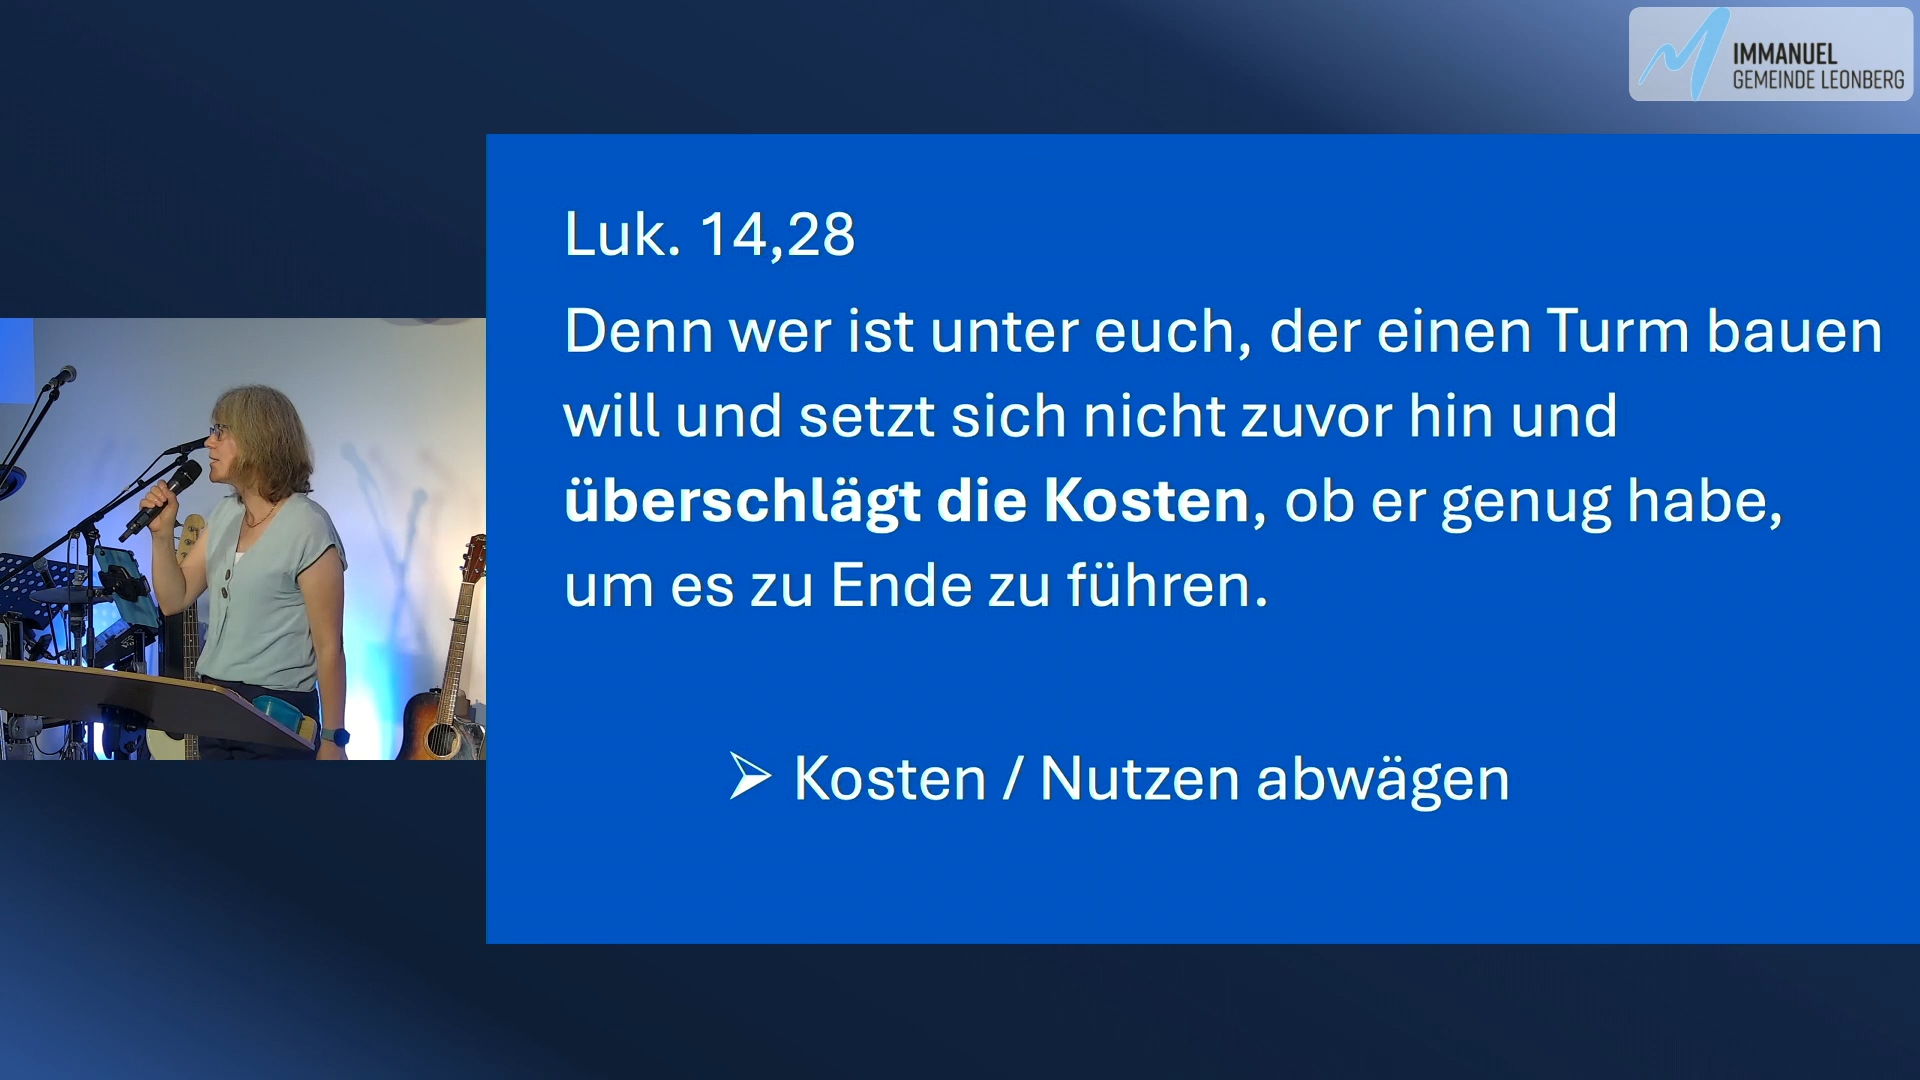 IMMANUEL
GEMEINDE LEONBERG
Luk. 14,28
Denn wer ist unter euch, der einen Turm bauen
will und setzt sich nicht zuvor hin und
überschlägt die Kosten, ob er genug habe,
um es zu Ende zu führen.
➢ Kosten / Nutzen abwägen